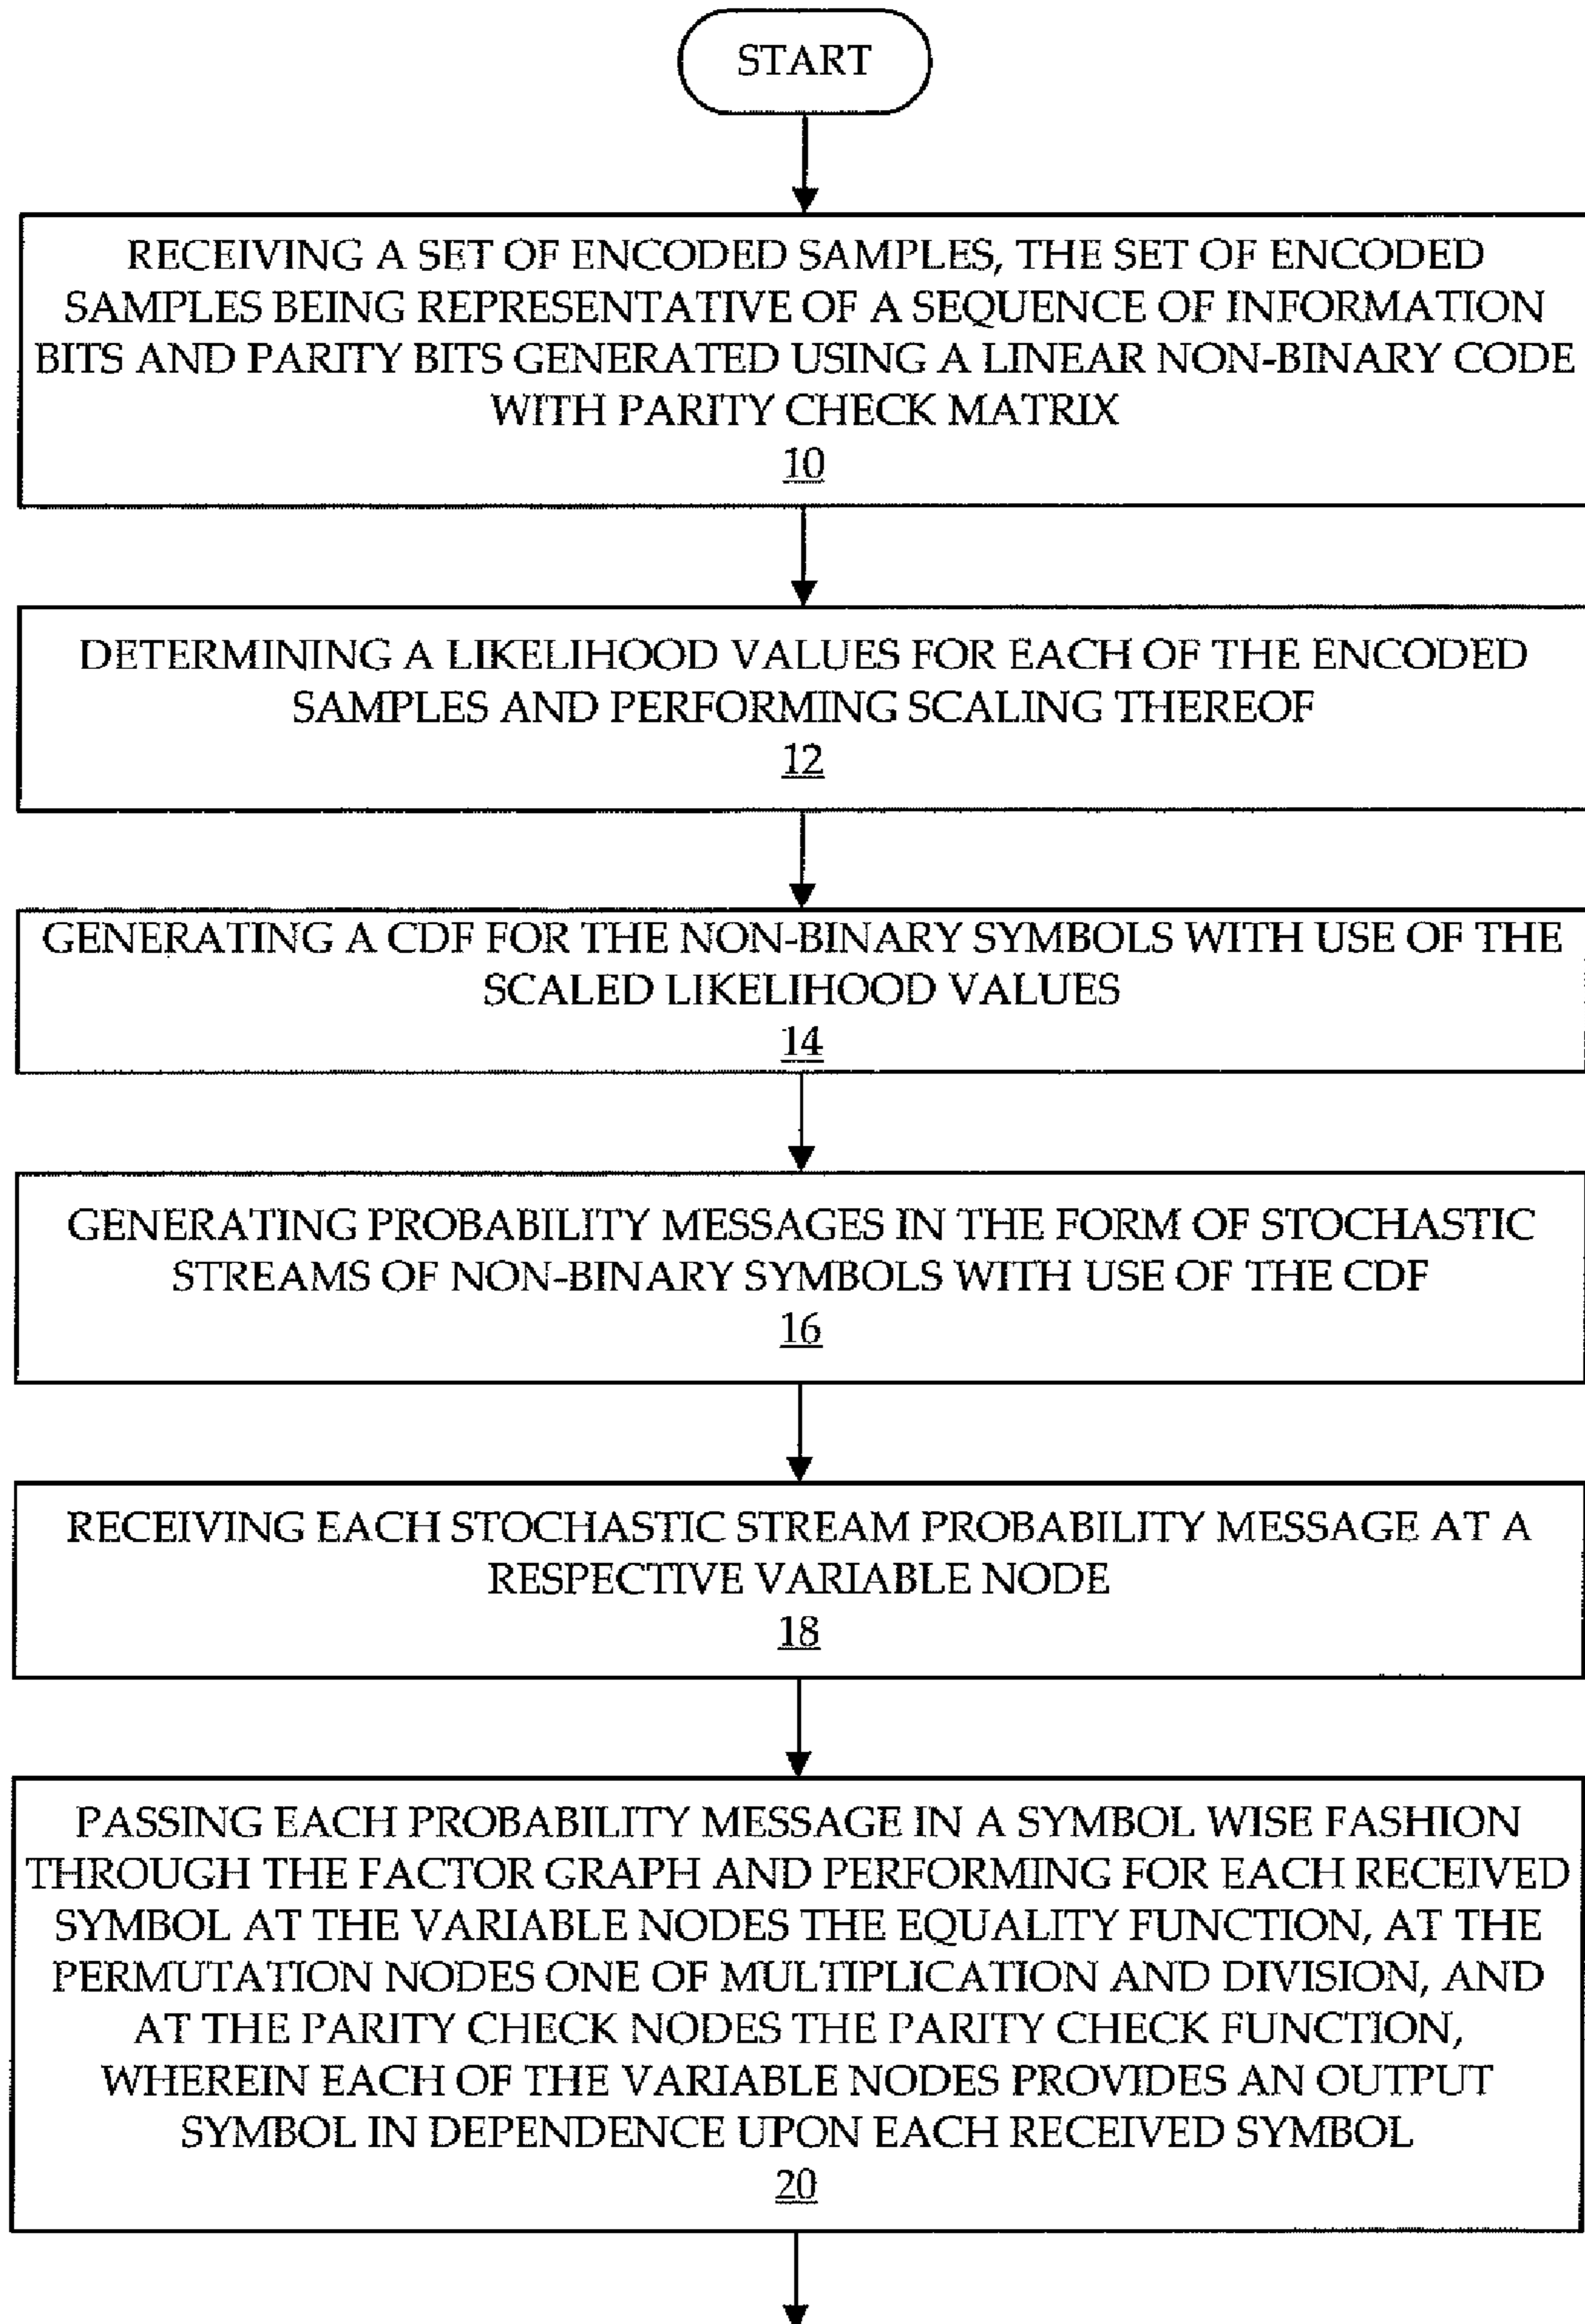 START
RECEIVING A SET OF ENCODED SAMPLES, THE SET OF ENCODED
SAMPLES BEING REPRESENTATIVE OF A SEQUENCE OF INFORMATION
BITS AND PARITY BITS GENERATED USING A LINEAR NON-BINARY CODE
WITH PARITY CHECK MATRIX
10
DETERMINING A LIKELIHOOD VALUES FOR EACH OF THE ENCODED
SAMPLES AND PERFORMING SCALING THEREOF
12
GENERATING A CDF FOR THE NON-BINARY SYMBOLS WITH USE OF THE
SCALED LIKELIHOOD VALUES
14
GENERATING PROBABILITY MESSAGES IN THE FORM OF STOCHASTIC
STREAMS OF NON-BINARY SYMBOLS WITH USE OF THE CDF
16
RECEIVING EACH STOCHASTIC STREAM PROBABILITY MESSAGE AT A
RESPECTIVE VARIABLE NODE
18
PASSING EACH PROBABILITY MESSAGE IN A SYMBOL WISE FASHION
THROUGH THE FACTOR GRAPH AND PERFORMING FOR EACH RECEIVED
SYMBOL AT THE VARIABLE NODES THE EQUALITY FUNCTION, AT THE
PERMUTATION NODES ONE OF MULTIPLICATION AND DIVISION, AND
AT THE PARITY CHECK NODES THE PARITY CHECK FUNCTION,
WHEREIN EACH OF THE VARIABLE NODES PROVIDES AN OUTPUT
SYMBOL IN DEPENDENCE UPON EACH RECEIVED SYMBOL
20